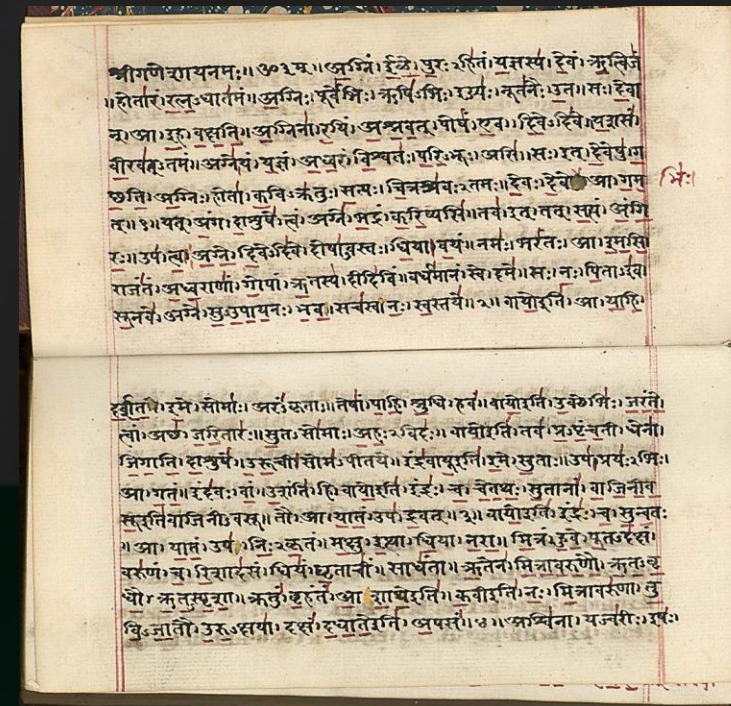 श्रीगणेशायनमः॥ॐ३म्॥अग्निं।ईळे।पुरःऽहितं।यज्ञस्य।देवं।ऋत्विजं
॥होतारं।रत्नऽधातमं॥अग्निः।पूर्वेभिः।ऋषिऽभिः।ईड्यः।नूतनैः।उत॥सः।देवा
न्।आ।इह।वक्षति॥अग्निना।रयिं।अश्नवत्।पोषं।एव।दिवेऽदिवे॥यशसं
वीरवत्ऽतमं॥अग्ने।यं।यज्ञं।अध्वरं।विश्वतः।परिऽभूः।असि॥सः।इत्।देवेषु।ग
च्छति॥अग्निः।होता।कविऽक्रतुः।सत्यः।चित्रश्रवःऽतमः॥देवः।देवे।आ।गम भिः।
त्॥१॥यत्।अंग।दाशुषे।त्वं।अग्ने।भद्रं।करिष्यसि॥तव।इत्।तत्।सत्यं।अंगि
रः॥उप।त्वा।अग्ने।दिवेऽदिवे।दोषाऽवस्तः।धिया।वयं॥नमः।भरंतः।आ।इमसि
राजंतं।अध्वराणां।गोपां।ऋतस्य।दीदिविं॥वर्धमानं।स्वे।दमे॥सः।नः।पिताऽइव
सूनवे।अग्ने।सुऽउपायनः।भव॥सचस्व।नः।स्वस्तये॥२॥वायोइति।आ।याहि
दर्शत।इमे।सोमाः।अरंऽकृताः॥तेषां।पाहि।श्रुधि।हवं॥वायोइति।उक्थेभिः।जरंते
त्वां।अच्छ।जरितारः॥सुतऽसोमाः।अहःऽविदः॥वायोइति।तव।प्रऽपृंचती।धेना
जिगाति।दाशुषे॥उरूची।सोमऽपीतये॥इंद्रवायूइति।इमे।सुताः॥उप।प्रयःऽभिः।
आ।गतं॥इंदवः।वां।उशंति।हि॥वायोइति।इंद्रः।च।चेतथः।सुतानां।वाजिनीव
सूइतिवाजिनीवसू॥तौ।आ।यातं।उप।द्रवत्॥३॥वायोइति।इंद्रः।च।सुन्वतः
॥आ।यातं।उप।निःऽकृतं॥मक्षु।इत्था।धिया।नरा॥मित्रं।हुवे।पूतऽदक्षं।
वरुणं।च।रिशादसं॥धियं।घृताचीं।साधंता॥ऋतेन।मित्रावरुणौ।ऋतऽवृ
धौ।ऋतऽस्पृशा॥क्रतुं।बृहंतं।आशाथेइति॥कवीइति।नः।मित्रावरुणा।तु
विऽजातौ।उरुऽक्षया॥दक्षं।दधातेइति।अपसं॥४॥अश्विना।यज्वरीः।इषः।